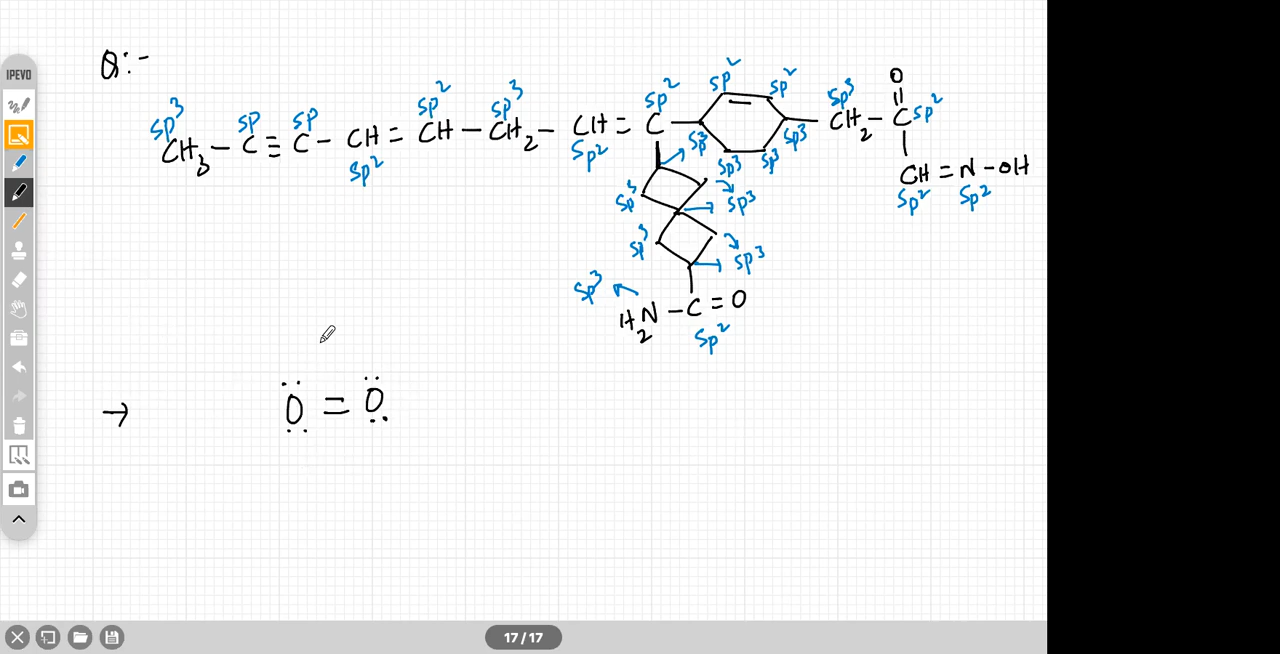 Q:-
IPEVO
sp³ sp sp sp² sp³ sp² sp² sp² sp³ O
CH₃ - C ≡ C - CH = CH - CH₂ - CH = C CH₂ - C sp²
sp² sp² sp³ sp³ sp³ sp³
CH = N - OH
sp³ sp³ sp² sp²
sp³ sp³
sp³ H₂N - C = O
sp²
→ O = O
17/17